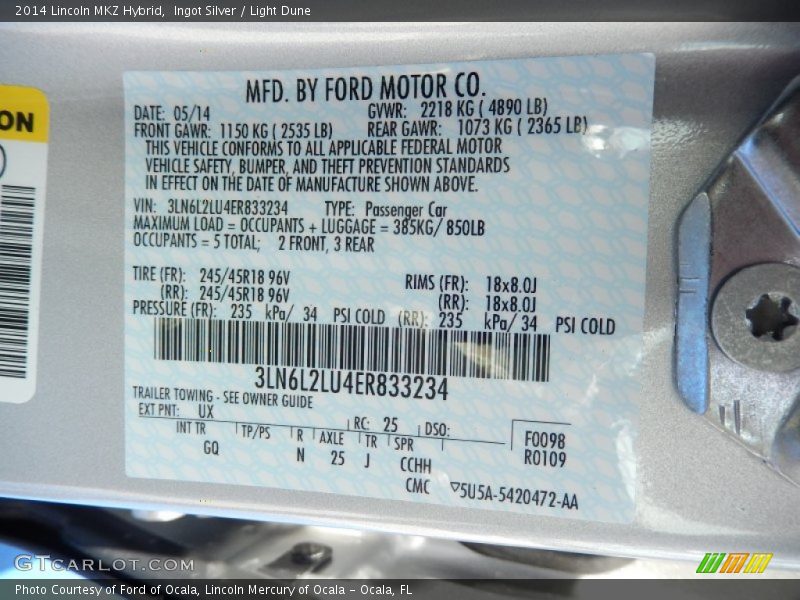 2014 Lincoln MKZ Hybrid,  Ingot Silver / Light Dune
ON
MFD. BY FORD MOTOR CO.
DATE: 05/14 GVWR: 2218 KG ( 4890 LB)
FRONT GAWR: 1150 KG ( 2535 LB) REAR GAWR: 1073 KG ( 2365 LB)
THIS VEHICLE CONFORMS TO ALL APPLICABLE FEDERAL MOTOR
VEHICLE SAFETY, BUMPER, AND THEFT PREVENTION STANDARDS
IN EFFECT ON THE DATE OF MANUFACTURE SHOWN ABOVE.
VIN: 3LN6L2LU4ER833234 TYPE: Passenger Car
MAXIMUM LOAD = OCCUPANTS + LUGGAGE = 385KG/ 850LB
OCCUPANTS = 5 TOTAL; 2 FRONT, 3 REAR
TIRE (FR): 245/45R18 96V RIMS (FR): 18x8.0J
(RR): 245/45R18 96V (RR): 18x8.0J
PRESSURE (FR): 235 kPa/ 34 PSI COLD (RR): 235 kPa/ 34 PSI COLD
3LN6L2LU4ER833234
TRAILER TOWING - SEE OWNER GUIDE
EXT PNT: UX RC: 25 DSO:
INT TR TP/PS R AXLE TR SPR F0098
GQ N 25 J CCHH R0109
CMC ▽5U5A-5420472-AA
GTCARLOT.COM
Photo Courtesy of Ford of Ocala, Lincoln Mercury of Ocala – Ocala, FL